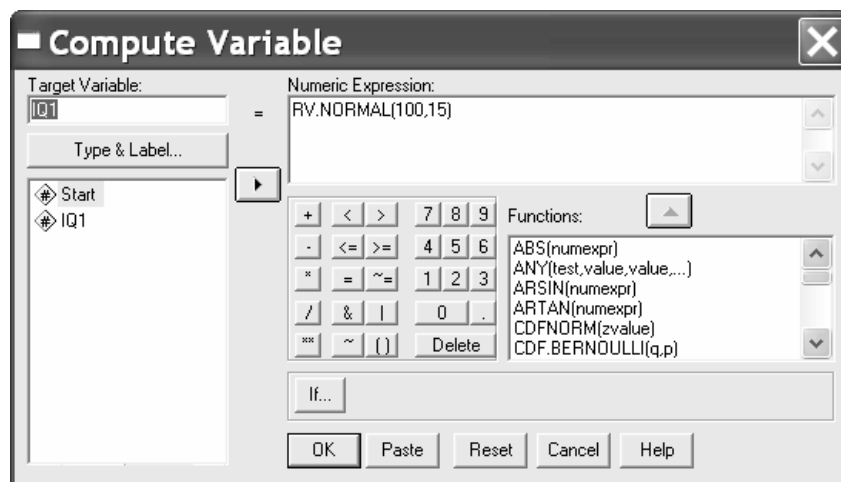 Compute Variable
Target Variable:
IQ1
=
Numeric Expression:
RV.NORMAL(100,15)
Type & Label...
Start
IQ1
+ < > 7 8 9
- <= >= 4 5 6
* = ~= 1 2 3
/ & | 0 .
** ~ () Delete
Functions:
ABS(numexpr)
ANY(test,value,value,...)
ARSIN(numexpr)
ARTAN(numexpr)
CDFNORM(zvalue)
CDF.BERNOULLI(q,p)
If...
OK Paste Reset Cancel Help